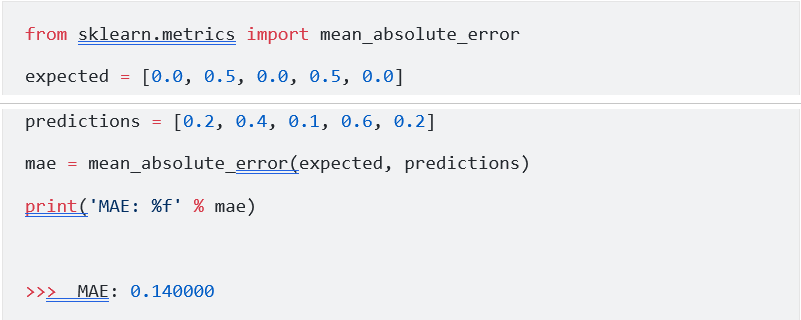 from sklearn.metrics import mean_absolute_error
expected = [0.0, 0.5, 0.0, 0.5, 0.0]
predictions = [0.2, 0.4, 0.1, 0.6, 0.2]
mae = mean_absolute_error(expected, predictions)
print('MAE: %f' % mae)
>>>  MAE: 0.140000